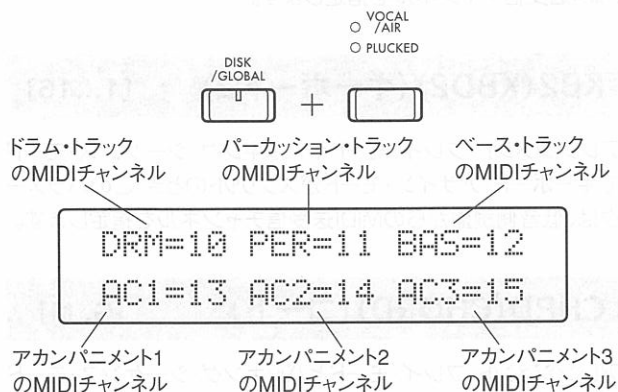 VOCAL
/AIR
PLUCKED
DISK
/GLOBAL
+
ドラム・トラック
のMIDIチャンネル
パーカッション・トラック
のMIDIチャンネル
ベース・トラック
のMIDIチャンネル
DRM=10 PER=11 BAS=12
AC1=13 AC2=14 AC3=15
アカンパニメント1
のMIDIチャンネル
アカンパニメント2
のMIDIチャンネル
アカンパニメント3
のMIDIチャンネル